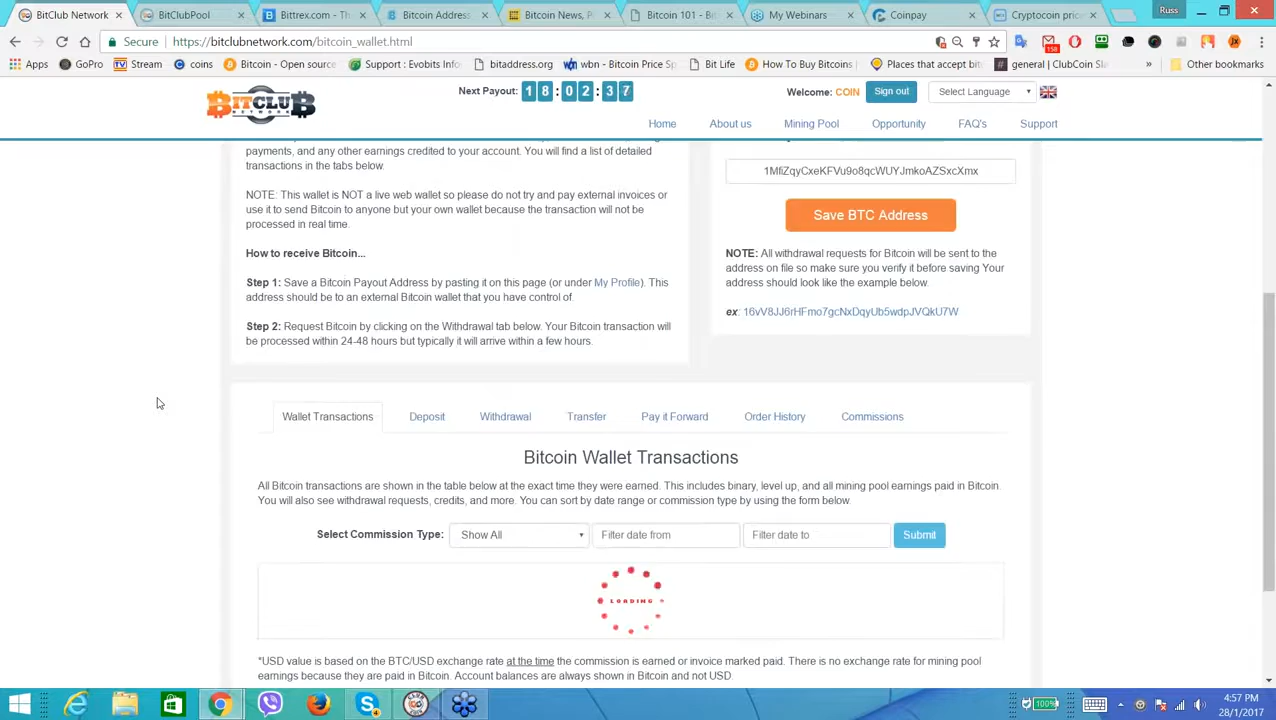 BitClub Network
BitClubPool
Bittrex.com - Th
Bitcoin Address
Bitcoin News, P
Bitcoin 101 - Bi
My Webinars
Coinpay
Cryptocoin pric
Russ
Secure
https://bitclubnetwork.com/bitcoin_wallet.html
158
Apps
GoPro
Stream
coins
Bitcoin - Open source
Support : Evobits Info
bitaddress.org
wbn - Bitcoin Price Sp
Bit Life
How To Buy Bitcoins
Places that accept bit
general | ClubCoin Sl
»
Other bookmarks
BITCLUB
NETWORK
Next Payout: 18:02:37
Welcome: COIN
Sign out
Select Language
Home
About us
Mining Pool
Opportunity
FAQ's
Support
payments, and any other earnings credited to your account. You will find a list of detailed
transactions in the tabs below.
NOTE: This wallet is NOT a live web wallet so please do not try and pay external invoices or
use it to send Bitcoin to anyone but your own wallet because the transaction will not be
processed in real time.
How to receive Bitcoin...
Step 1: Save a Bitcoin Payout Address by pasting it on this page (or under My Profile). This
address should be to an external Bitcoin wallet that you have control of.
Step 2: Request Bitcoin by clicking on the Withdrawal tab below. Your Bitcoin transaction will
be processed within 24-48 hours but typically it will arrive within a few hours.
1MfiZqyCxeKFVu9o8qcWUYJmkoAZSxcXmx
Save BTC Address
NOTE: All withdrawal requests for Bitcoin will be sent to the
address on file so make sure you verify it before saving Your
address should look like the example below.
ex: 16vV8JJ6rHFmo7gcNxDqyUb5wdpJVQkU7W
Wallet Transactions
Deposit
Withdrawal
Transfer
Pay it Forward
Order History
Commissions
Bitcoin Wallet Transactions
All Bitcoin transactions are shown in the table below at the exact time they were earned. This includes binary, level up, and all mining pool earnings paid in Bitcoin.
You will also see withdrawal requests, credits, and more. You can sort by date range or commission type by using the form below.
Select Commission Type:
Show All
Filter date from
Filter date to
Submit
LOADING
*USD value is based on the BTC/USD exchange rate at the time the commission is earned or invoice marked paid. There is no exchange rate for mining pool
earnings because they are paid in Bitcoin. Account balances are always shown in Bitcoin and not USD.
100%
4:57 PM
28/1/2017